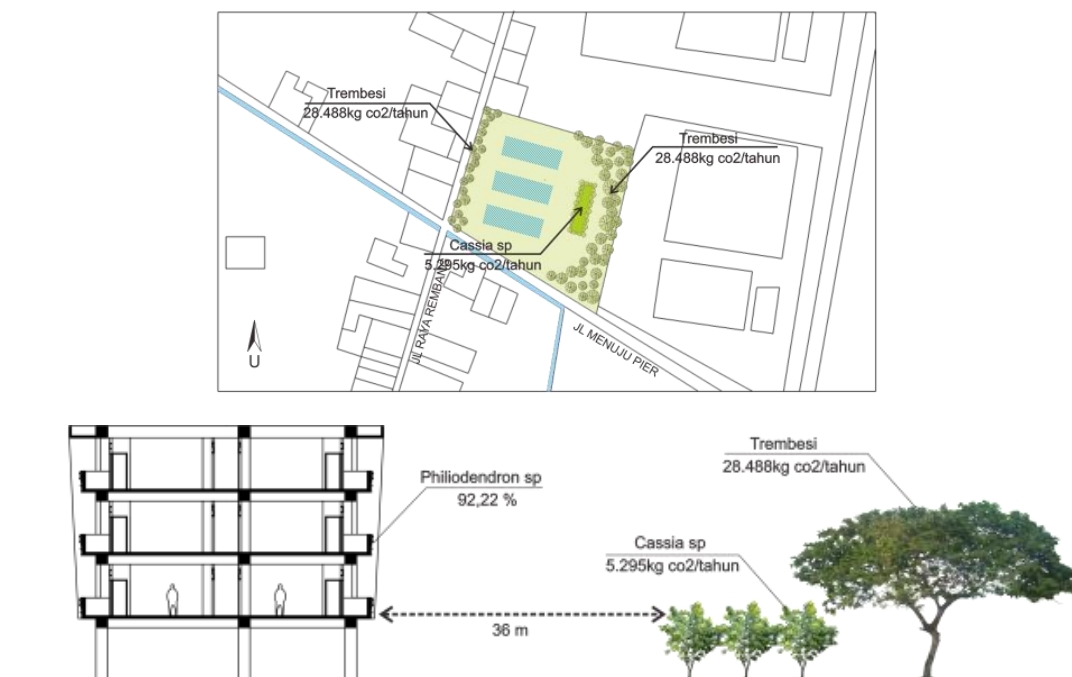 Trembesi
28.488kg co2/tahun
Trembesi
28.488kg co2/tahun
Cassia sp
5.295kg co2/tahun
JL RAYA REMBANG
JL MENUJU PIER
U
Trembesi
28.488kg co2/tahun
Philiodendron sp
92,22 %
Cassia sp
5.295kg co2/tahun
36 m